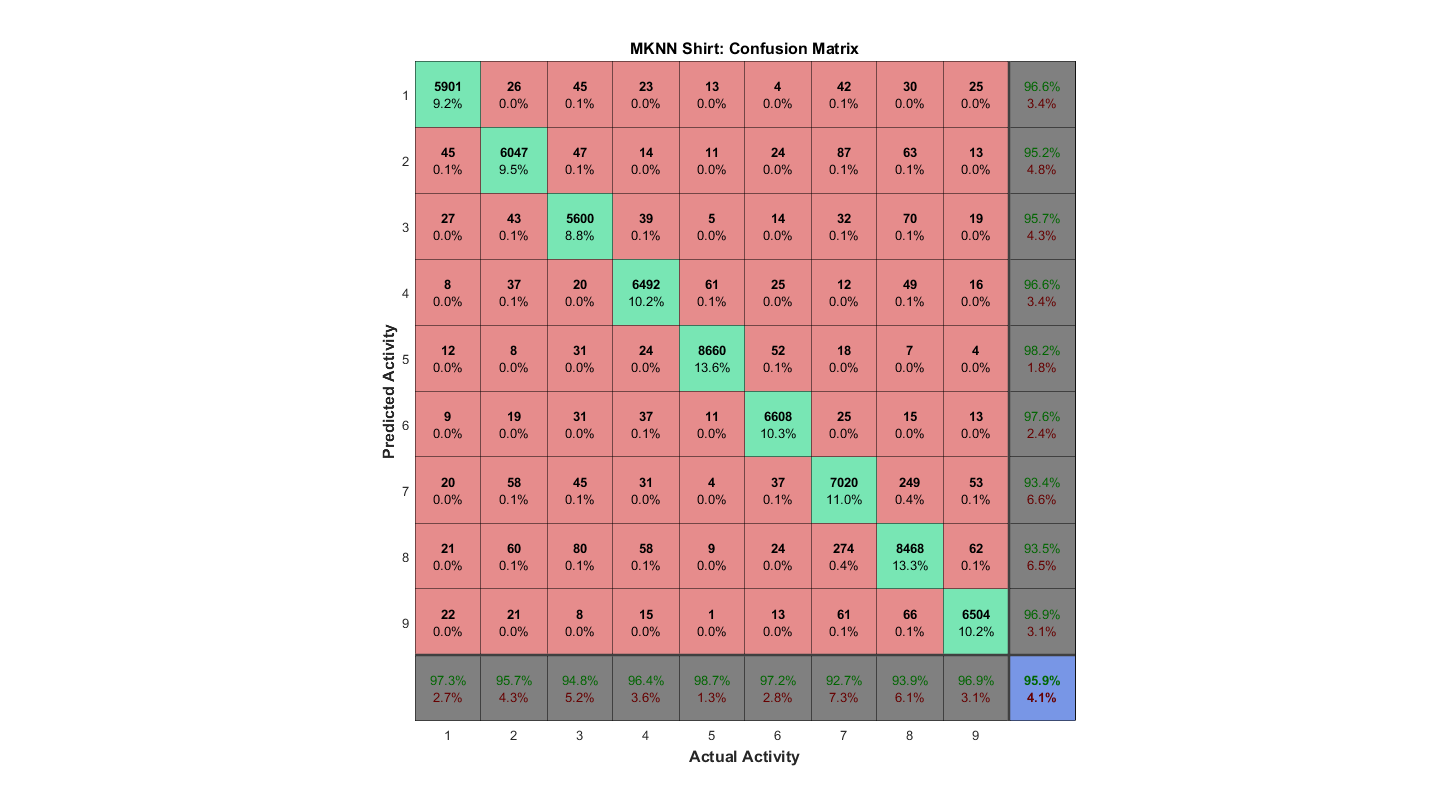 MKNN Shirt: Confusion Matrix
5901 26 45 23 13 4 42 30 25 96.6%
1
9.2% 0.0% 0.1% 0.0% 0.0% 0.0% 0.1% 0.0% 0.0% 3.4%
45 6047 47 14 11 24 87 63 13 95.2%
2
0.1% 9.5% 0.1% 0.0% 0.0% 0.0% 0.1% 0.1% 0.0% 4.8%
27 43 5600 39 5 14 32 70 19 95.7%
3
0.0% 0.1% 8.8% 0.1% 0.0% 0.0% 0.1% 0.1% 0.0% 4.3%
8 37 20 6492 61 25 12 49 16 96.6%
4
0.0% 0.1% 0.0% 10.2% 0.1% 0.0% 0.0% 0.1% 0.0% 3.4%
12 8 31 24 8660 52 18 7 4 98.2%
5
0.0% 0.0% 0.0% 0.0% 13.6% 0.1% 0.0% 0.0% 0.0% 1.8%
Predicted Activity
9 19 31 37 11 6608 25 15 13 97.6%
6
0.0% 0.0% 0.0% 0.1% 0.0% 10.3% 0.0% 0.0% 0.0% 2.4%
20 58 45 31 4 37 7020 249 53 93.4%
7
0.0% 0.1% 0.1% 0.0% 0.0% 0.1% 11.0% 0.4% 0.1% 6.6%
21 60 80 58 9 24 274 8468 62 93.5%
8
0.0% 0.1% 0.1% 0.1% 0.0% 0.0% 0.4% 13.3% 0.1% 6.5%
22 21 8 15 1 13 61 66 6504 96.9%
9
0.0% 0.0% 0.0% 0.0% 0.0% 0.0% 0.1% 0.1% 10.2% 3.1%
97.3% 95.7% 94.8% 96.4% 98.7% 97.2% 92.7% 93.9% 96.9% 95.9%
2.7% 4.3% 5.2% 3.6% 1.3% 2.8% 7.3% 6.1% 3.1% 4.1%
1 2 3 4 5 6 7 8 9
Actual Activity